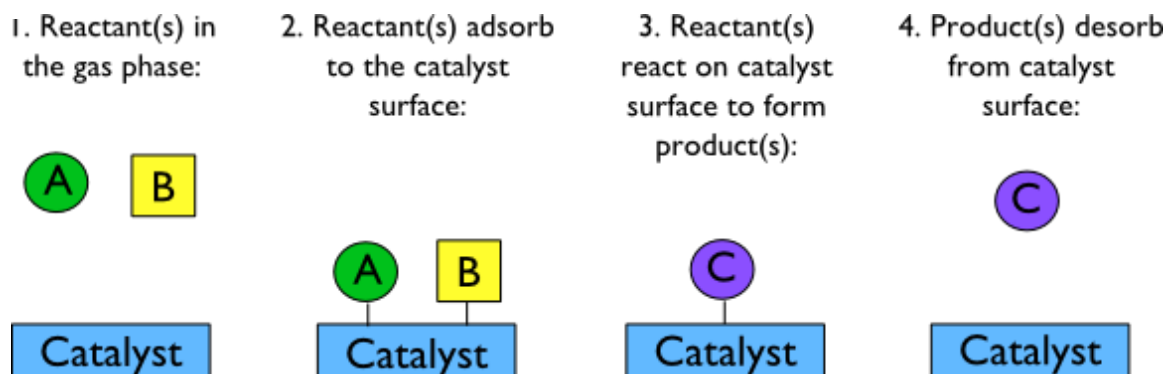 1. Reactant(s) in
the gas phase:
2. Reactant(s) adsorb
to the catalyst
surface:
3. Reactant(s)
react on catalyst
surface to form
product(s):
4. Product(s) desorb
from catalyst
surface:
A
B
Catalyst
A
B
Catalyst
C
Catalyst
C
Catalyst